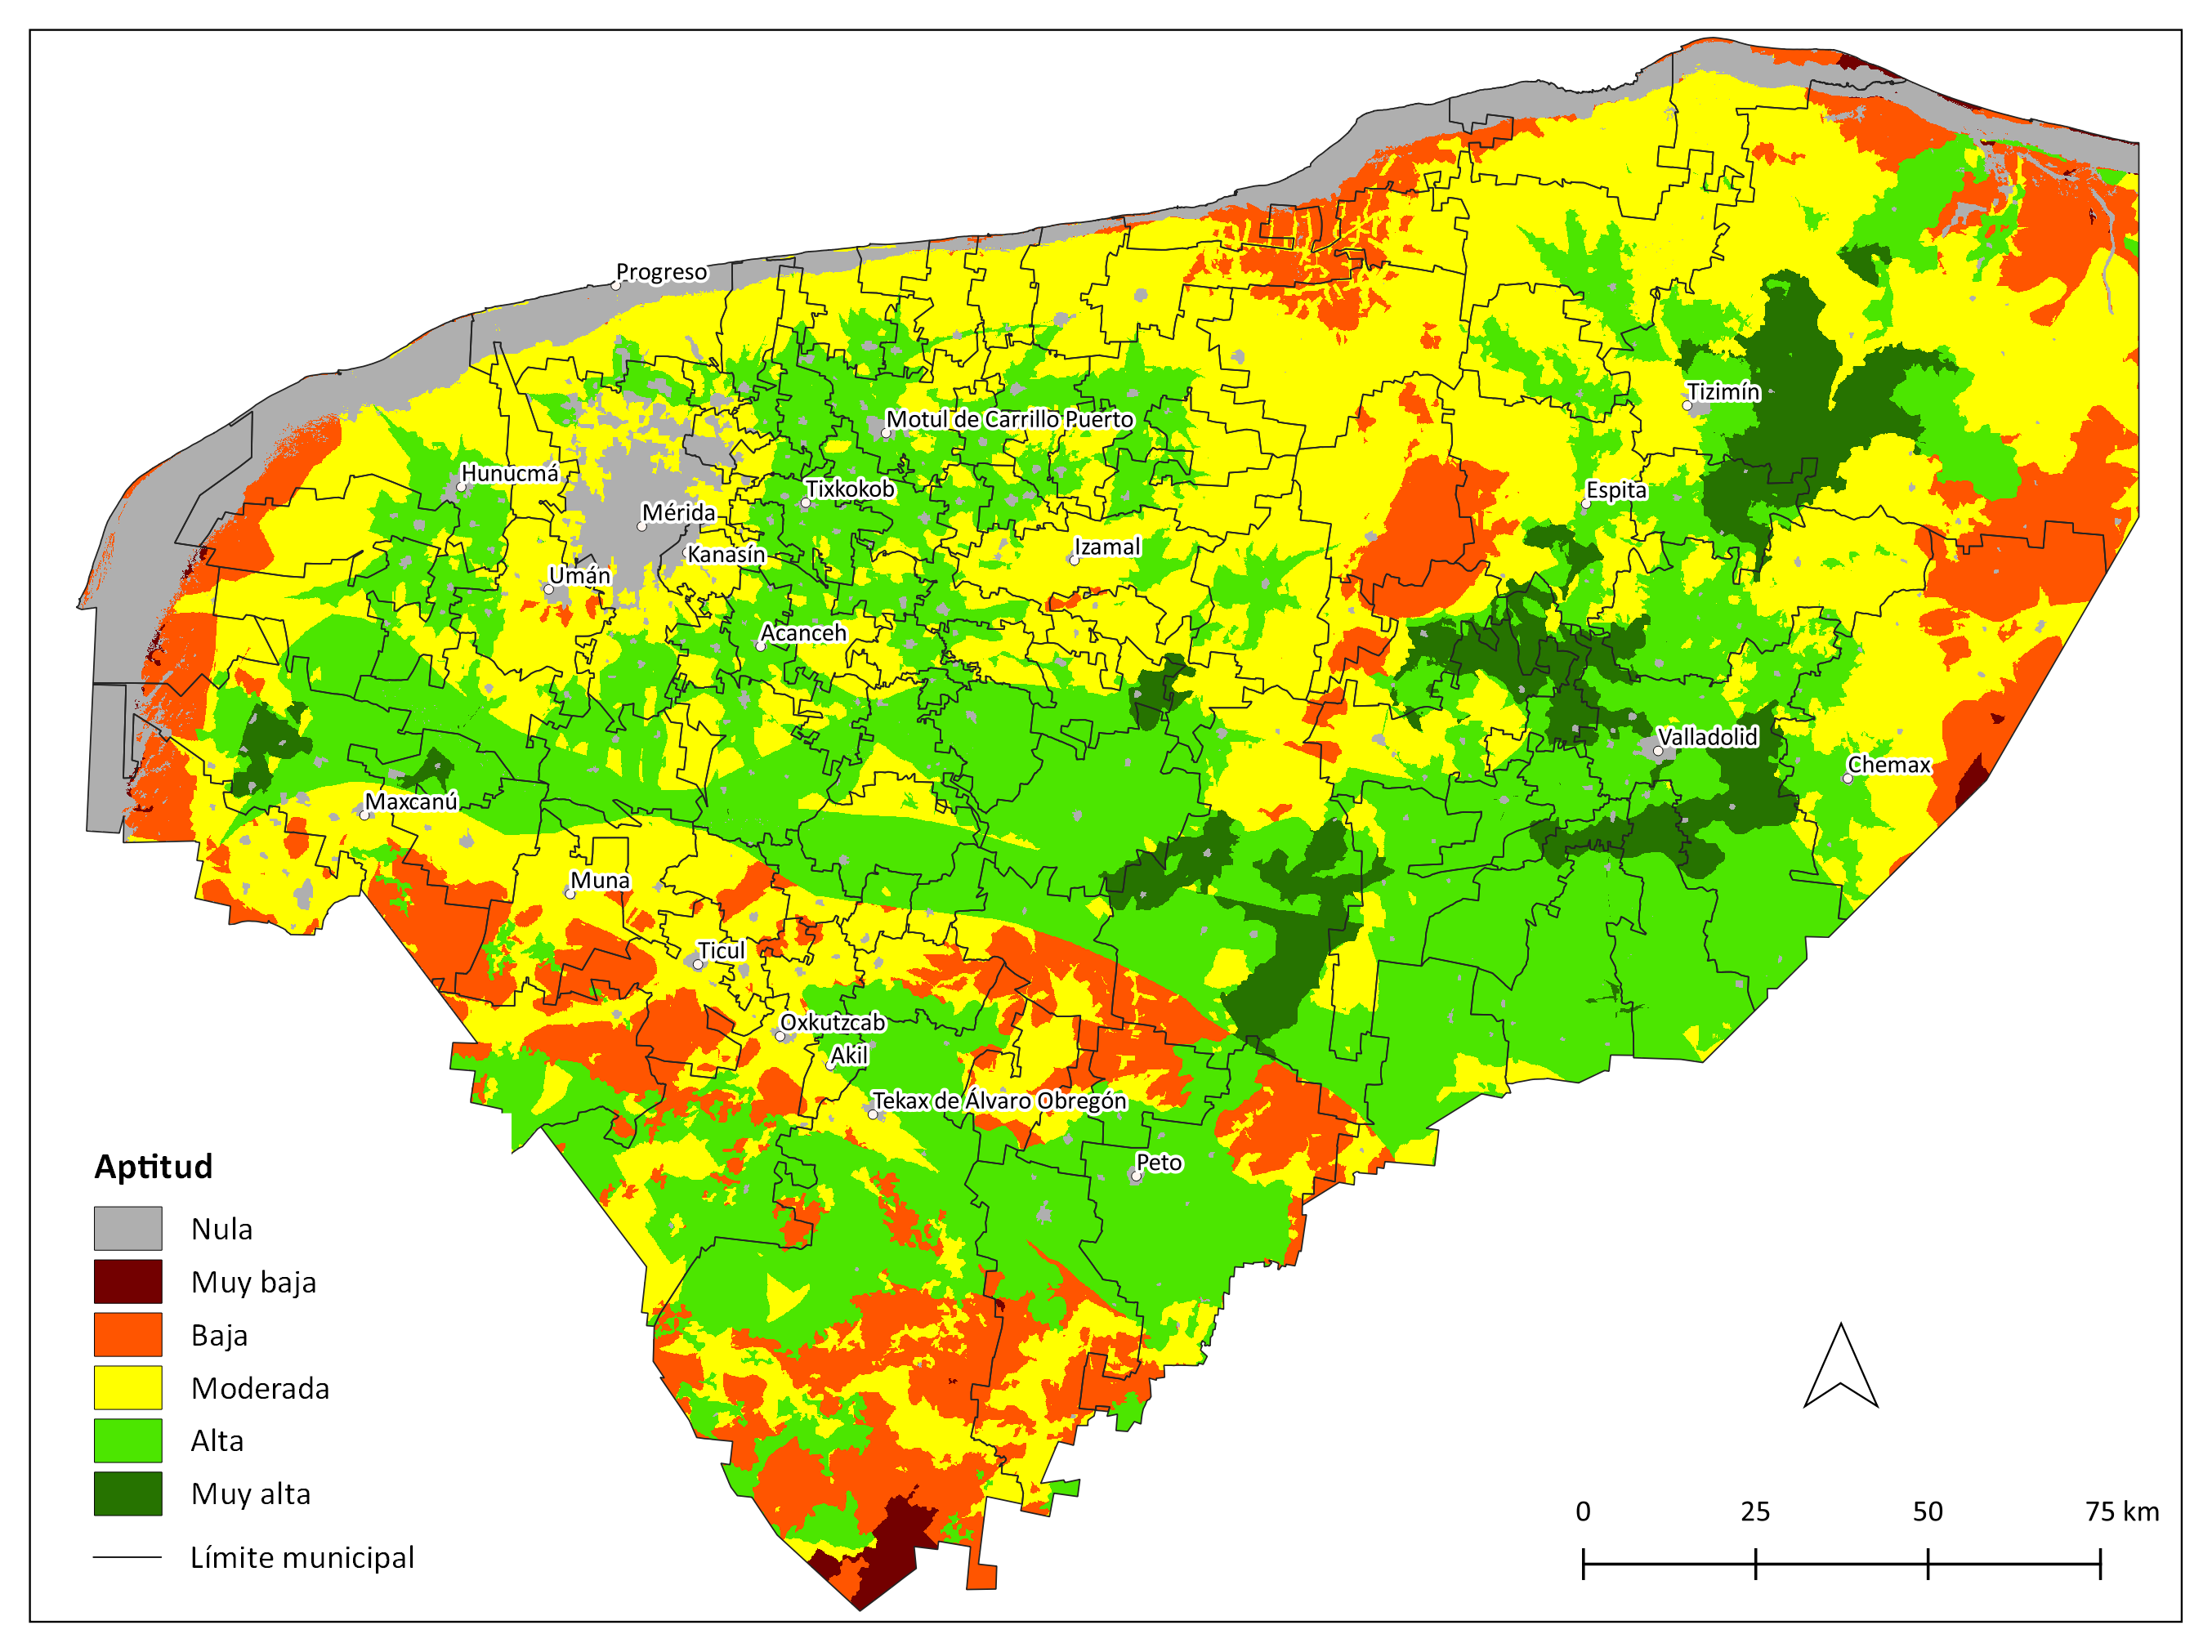 Progreso
Tizimín
Motul de Carrillo Puerto
Hunucmá
Tixkokob
Espita
Mérida
Izamal
Kanasín
Umán
Acanceh
Valladolid
Chemax
Maxcanú
Muna
Ticul
Oxkutzcab
Akil
Tekax de Álvaro Obregón
Peto
Aptitud
Nula
Muy baja
Baja
Moderada
Alta
Muy alta
Límite municipal
0 25 50 75 km